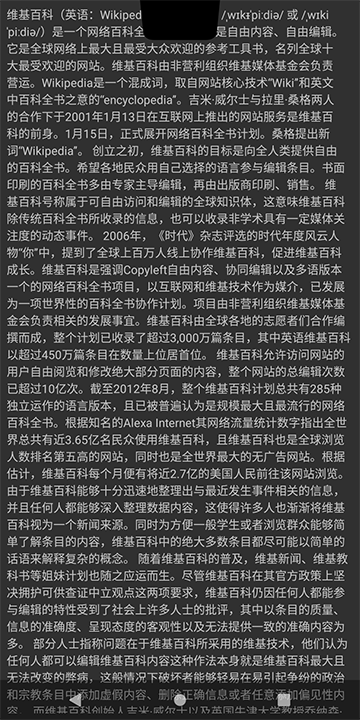 维基百科（英语：Wikiped /ˌwɪkɨˈpiːdiə/ 或 /ˌwɪki
ˈpiːdiə/）是一个网络百科全 是自由内容、自由编辑。
它是全球网络上最大且最受大众欢迎的参考工具书，名列全球十
大最受欢迎的网站。维基百科由非营利组织维基媒体基金会负责
营运。Wikipedia是一个混成词，取自网站核心技术“Wiki”和英文
中百科全书之意的“encyclopedia”。吉米·威尔士与拉里·桑格两人
的合作下于2001年1月13日在互联网上推出的网站服务是维基百
科的前身。1月15日，正式展开网络百科全书计划。桑格提出新
词“Wikipedia”。 创立之初，维基百科的目标是向全人类提供自由
的百科全书。希望各地民众用自己选择的语言参与编辑条目。书面
印刷的百科全书多由专家主导编辑，再由出版商印刷、销售。 维
基百科号称属于可自由访问和编辑的全球知识体，这意味维基百科
除传统百科全书所收录的信息，也可以收录非学术具有一定媒体关
注度的动态事件。 2006年，《时代》杂志评选的时代年度风云人
物“你”中，提到了全球上百万人线上协作维基百科，促进维基百科
成长。维基百科是强调Copyleft自由内容、协同编辑以及多语版本
一个的网络百科全书项目，以互联网和维基技术作为媒介，已发展
为一项世界性的百科全书协作计划。项目由非营利组织维基媒体基
金会负责相关的发展事宜。维基百科由全球各地的志愿者们合作编
撰而成，整个计划已收录了超过3,000万篇条目，其中英语维基百科
以超过450万篇条目在数量上位居首位。 维基百科允许访问网站的
用户自由阅览和修改绝大部分页面的内容，整个网站的总编辑次数
已超过10亿次。截至2012年8月，整个维基百科计划总共有285种
独立运作的语言版本，且已被普遍认为是规模最大且最流行的网络
百科全书。根据知名的Alexa Internet其网络流量统计数字指出全世
界总共有近3.65亿名民众使用维基百科，且维基百科也是全球浏览
人数排名第五高的网站，同时也是全世界最大的无广告网站。根据
估计，维基百科每个月便有将近2.7亿的美国人民前往该网站浏览。
由于维基百科能够十分迅速地整理出与最近发生事件相关的信息，
并且任何人都能够深入整理数据内容，这使得许多人也渐渐将维基
百科视为一个新闻来源。同时为方便一般学生或者浏览群众能够简
单了解条目的内容，维基百科中的绝大多数条目都尽可能以简单的
话语来解释复杂的概念。 随着维基百科的普及，维基新闻、维基教
科书等姐妹计划也随之应运而生。尽管维基百科在其官方政策上坚
决拥护可供查证中立观点这两项要求，维基百科仍因任何人都能参
与编辑的特性受到了社会上许多人士的批评，其中以条目的质量、
信息的准确度、呈现态度的客观性以及无法提供一致的准确内容为
多。 部分人士指称问题在于维基百科所采用的维基技术，他们认为
任何人都可以编辑维基百科内容这种作法本身就是维基百科最大且
无法改变的弊病，这般情况下破坏者能够轻易在易引起争纷的政治
和宗教条目中添加虚假内容、删除正确信息或者任意添加偏见性内
容。 而维基百科创始人吉米·威尔士以及英国牛津大学教授乔纳森·